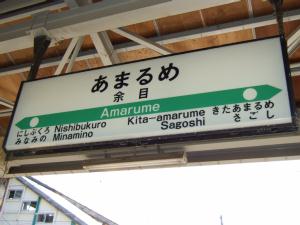 あまるめ
余目
Amarume
にしぶくろ Nishibukuro
みなみの Minamino
Kita-amarume きたあまるめ
Sagoshi さごし